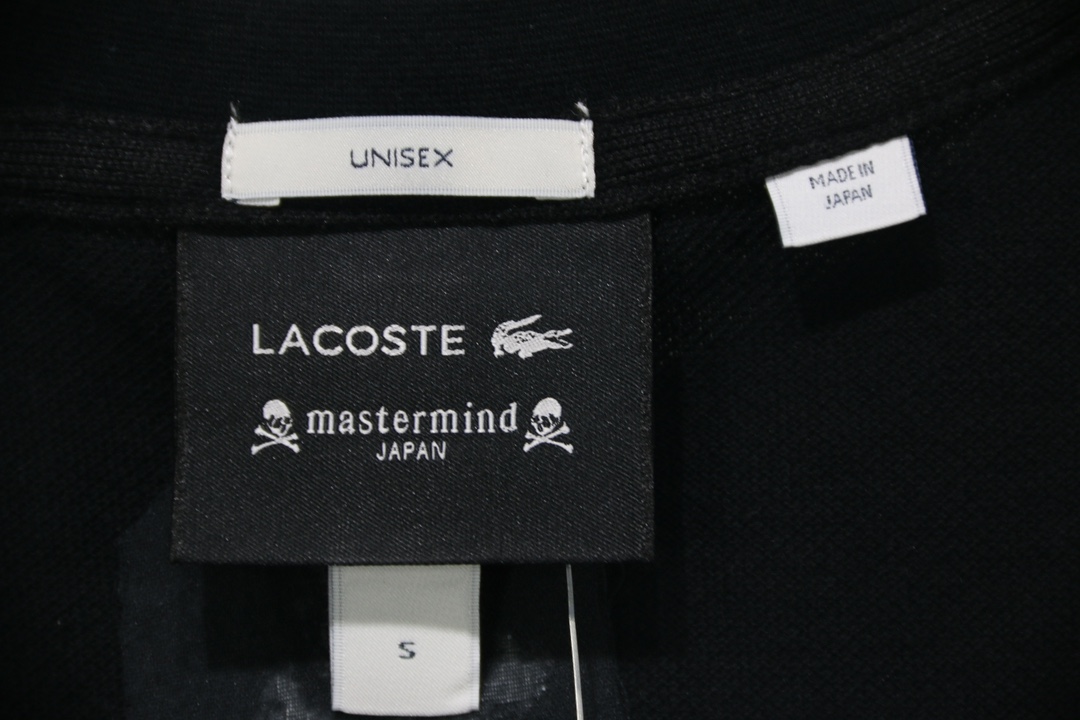 UNISEX
MADE IN
JAPAN
LACOSTE
mastermind
JAPAN
S